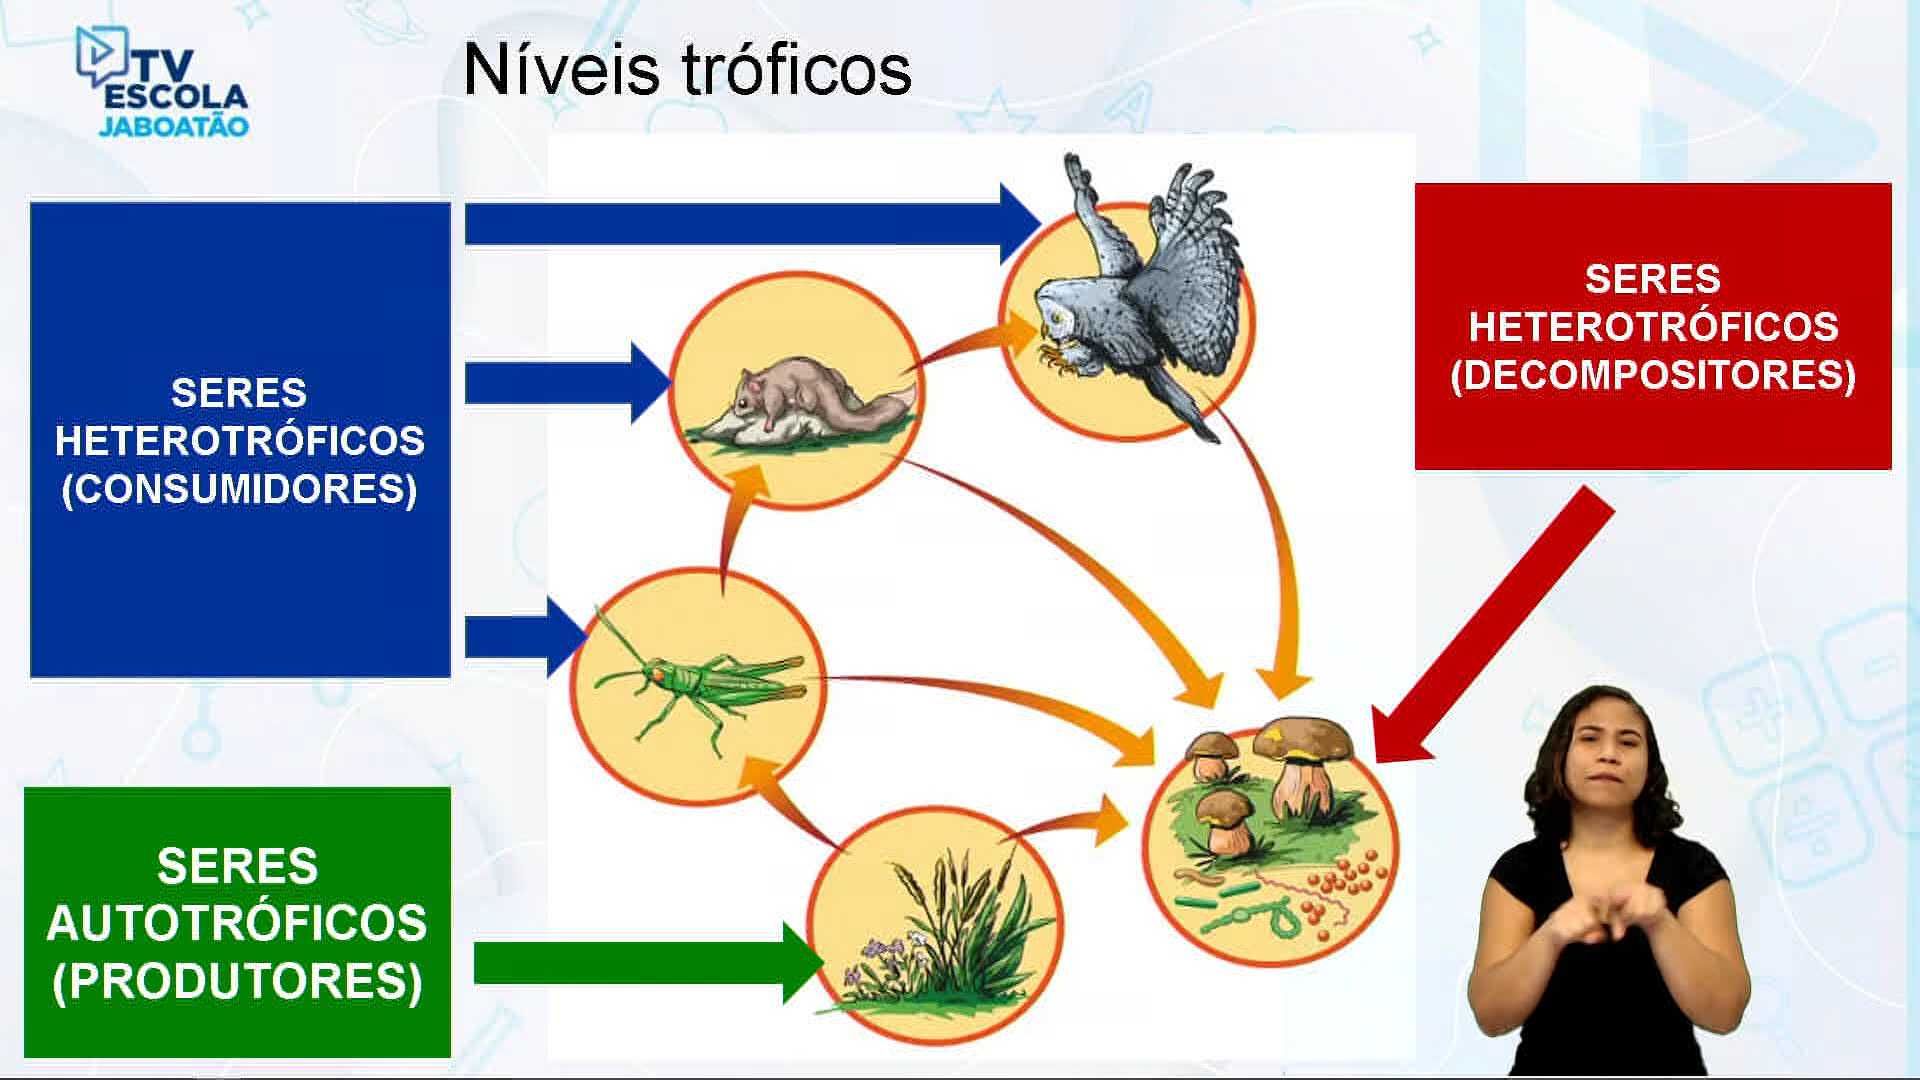 TV
ESCOLA
JABOATÃO
Níveis tróficos
SERES
HETEROTRÓFICOS
(CONSUMIDORES)
SERES
HETEROTRÓFICOS
(DECOMPOSITORES)
SERES
AUTOTRÓFICOS
(PRODUTORES)